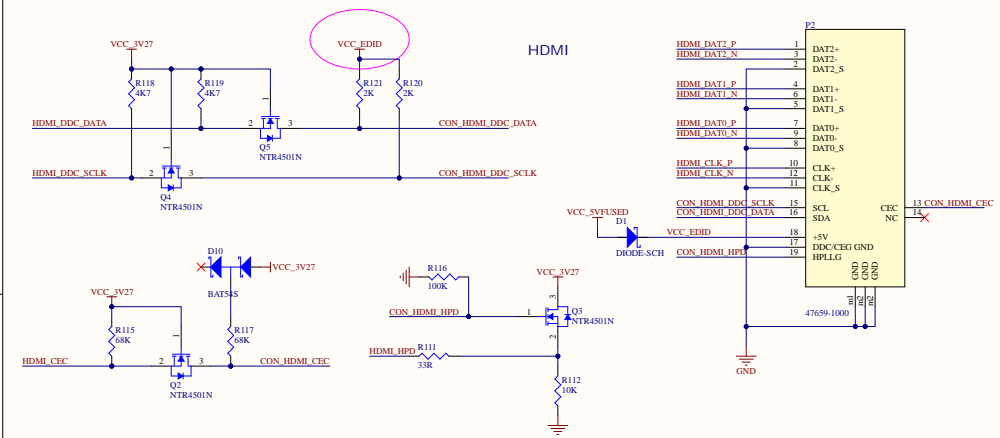 HDMI
VCC_3V27
R118
4K7
R119
4K7
1
HDMI_DDC_DATA
2
3
Q5
NTR4501N
VCC_EDID
R121
2K
R120
2K
CON_HDMI_DDC_DATA
1
HDMI_DDC_SCLK
2
3
Q4
NTR4501N
CON_HDMI_DDC_SCLK
D10
VCC_3V27
BAT54S
VCC_3V27
R115
68K
1
R117
68K
HDMI_CEC
2
3
CON_HDMI_CEC
Q2
NTR4501N
R116
100K
VCC_3V27
3
CON_HDMI_HPD
1
Q3
NTR4501N
2
HDMI_HPD
R111
33R
R112
10K
VCC_5VFUSED
D1
VCC_EDID
DIODE-SCH
P2
HDMI_DAT2_P 1 DAT2+
HDMI_DAT2_N 3 DAT2-
2 DAT2_S
HDMI_DAT1_P 4 DAT1+
HDMI_DAT1_N 6 DAT1-
5 DAT1_S
HDMI_DAT0_P 7 DAT0+
HDMI_DAT0_N 9 DAT0-
8 DAT0_S
HDMI_CLK_P 10 CLK+
HDMI_CLK_N 12 CLK-
11 CLK_S
CON_HDMI_DDC_SCLK 15 SCL
CON_HDMI_DDC_DATA 16 SDA
CEC 13 CON_HDMI_CEC
NC 14
18 +5V
17 DDC/CEG GND
CON_HDMI_HPD 19 HPLLG
GND
GND
GND
m1
m2
m2
47659-1000
GND